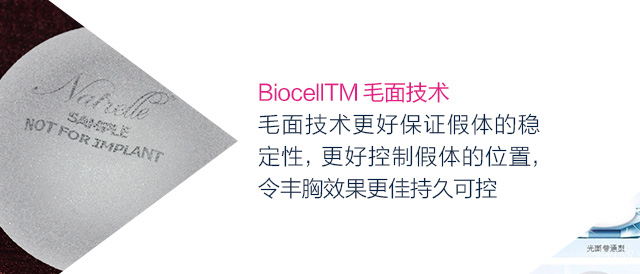 Natrelle®
SAMPLE
NOT FOR IMPLANT
BiocellTM 毛面技术
毛面技术更好保证假体的稳
定性，更好控制假体的位置，
令丰胸效果更佳持久可控
光面普通型